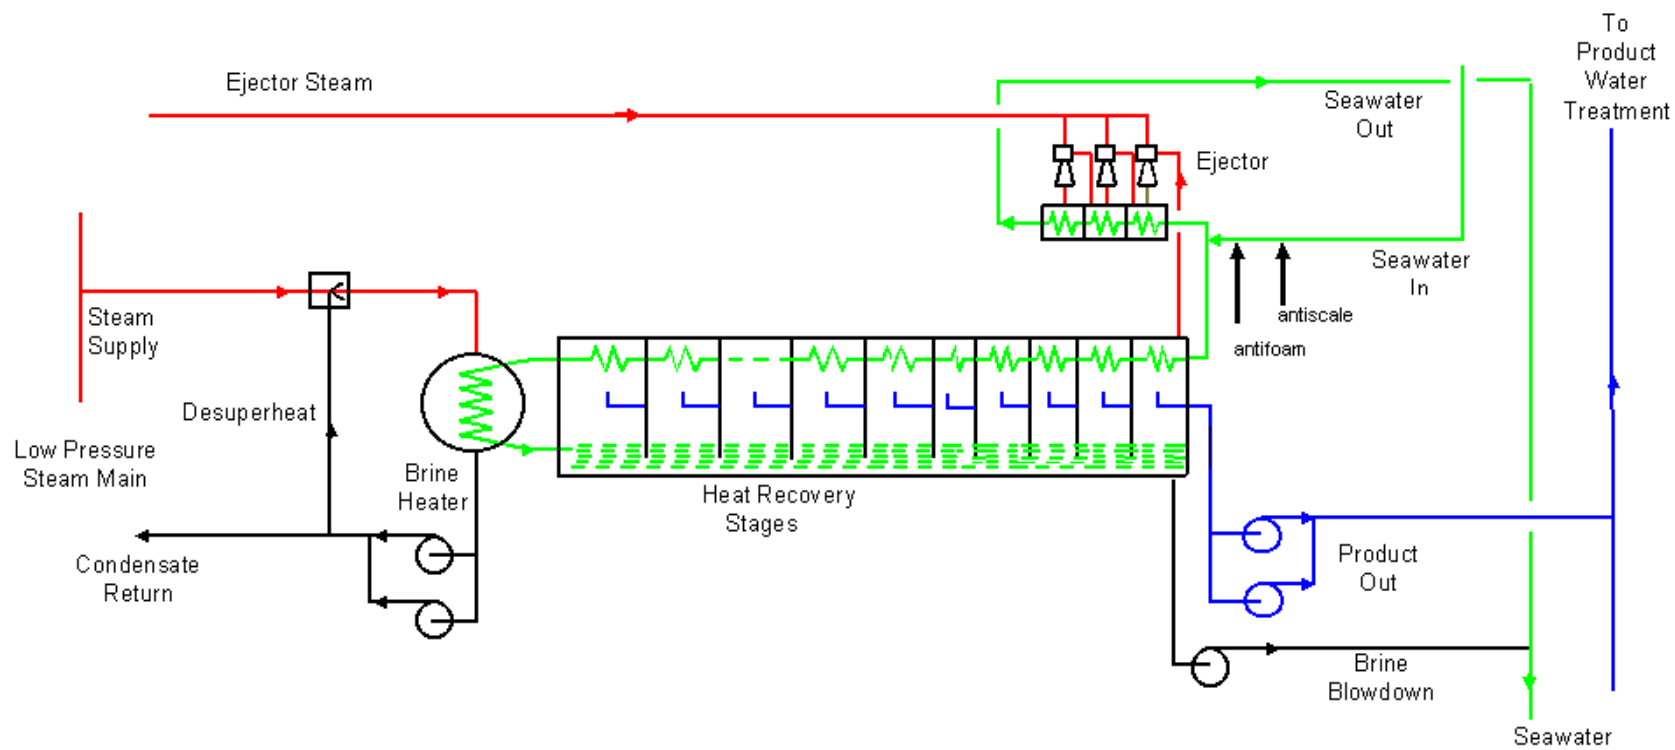 To
Product
Water
Treatment
Ejector Steam
Seawater
Out
Ejector
Seawater
In
antiscale
antifoam
Steam
Supply
Desuperheat
Low Pressure
Steam Main
Brine
Heater
Heat Recovery
Stages
Condensate
Return
Product
Out
Brine
Blowdown
Seawater